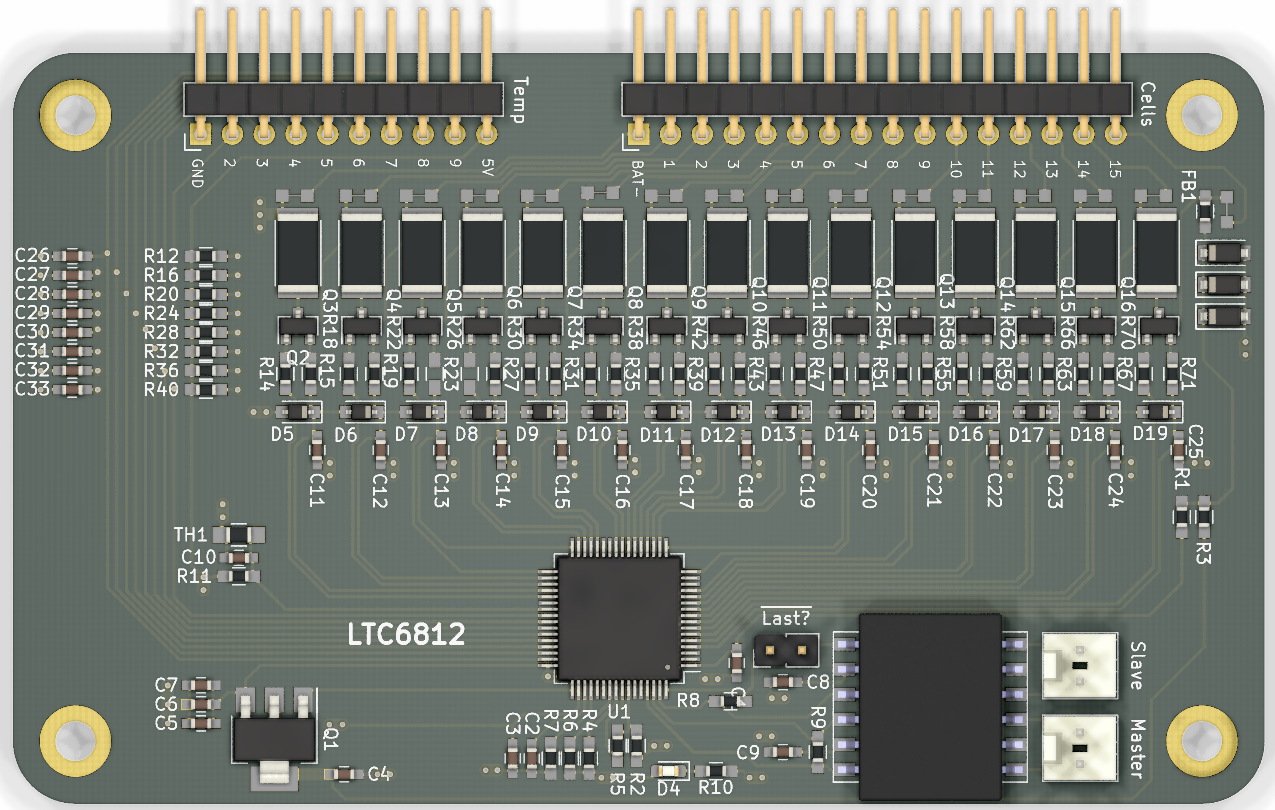 Temp
Cells
GND 2 3 4 5 6 7 8 9 5V
BAT- 1 2 3 4 5 6 7 8 9 10 11 12 13 14 15
FB1
C26 R12
C27 R16
C28 R20
C29 R24
C30 R28
C31 R32
C32 R36
C33 R40
Q3 Q4 Q5 Q6 Q7 Q8 Q9 Q10 Q11 Q12 Q13 Q14 Q15 Q16
R18 R22 R26 R30 R34 R38 R42 R46 R50 R54 R58 R62 R66 R70
Q2
R14 R15 R19 R23 R27 R31 R35 R39 R43 R47 R51 R55 R59 R63 R67 R71
D5 D6 D7 D8 D9 D10 D11 D12 D13 D14 D15 D16 D17 D18 D19
C25
C11 C12 C13 C14 C15 C16 C17 C18 C19 C20 C21 C22 C23 C24
R1
R3
TH1
C10
R11
LTC6812
Last?
Slave
C7
C6
C5
Q1
C4
C8
R8
U1
C3 C2 R7 R6 R4
R9
C9
Master
R5 R2 D4 R10